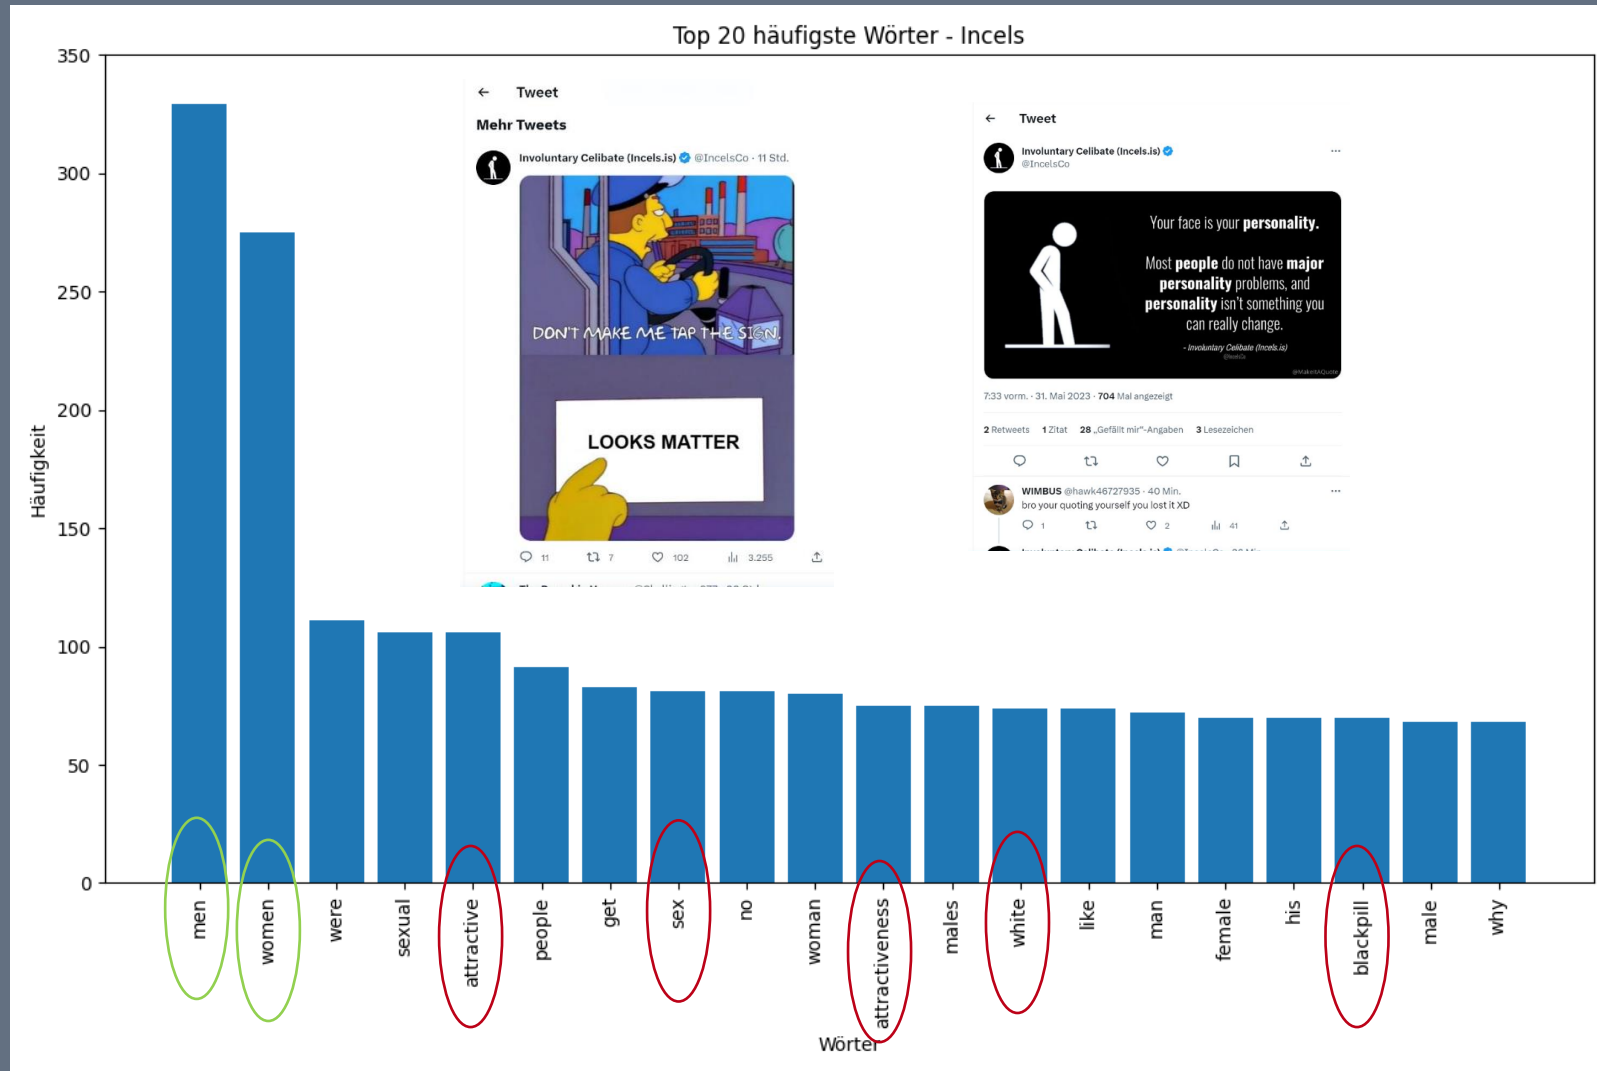 Top 20 häufigste Wörter - Incels
350
300
250
200
150
100
50
0
Häufigkeit
← Tweet
Mehr Tweets
Involuntary Celibate (Incels.is) @IncelsCo · 11 Std.
DON'T MAKE ME TAP THE SIGN.
LOOKS MATTER
11 7 102 3.255
← Tweet
Involuntary Celibate (Incels.is)
@IncelsCo
Your face is your personality.
Most people do not have major
personality problems, and
personality isn't something you
can really change.
- Involuntary Celibate (Incels.is)
@IncelsCo
@MakeItAQuote
7:33 vorm. · 31. Mai 2023 · 704 Mal angezeigt
2 Retweets 1 Zitat 28 „Gefällt mir"-Angaben 3 Lesezeichen
WIMBUS @hawk46727935 · 40 Min.
bro your quoting yourself you lost it XD
1 2 41
men
women
were
sexual
attractive
people
get
sex
no
woman
attractiveness
males
white
like
man
female
his
blackpill
male
why
Wörter